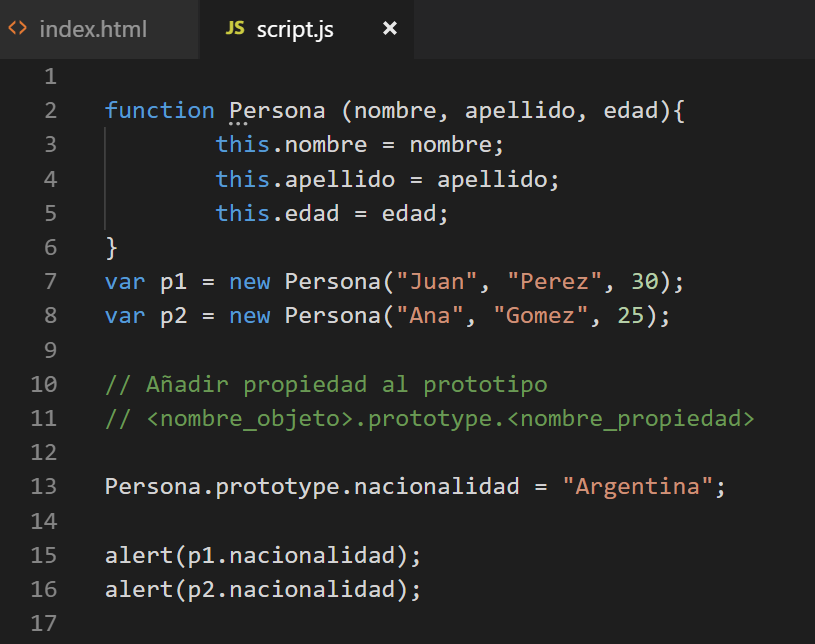 <> index.html JS script.js ×
1
2 function Persona (nombre, apellido, edad){
3 this.nombre = nombre;
4 this.apellido = apellido;
5 this.edad = edad;
6 }
7 var p1 = new Persona("Juan", "Perez", 30);
8 var p2 = new Persona("Ana", "Gomez", 25);
9
10 // Añadir propiedad al prototipo
11 // <nombre_objeto>.prototype.<nombre_propiedad>
12
13 Persona.prototype.nacionalidad = "Argentina";
14
15 alert(p1.nacionalidad);
16 alert(p2.nacionalidad);
17